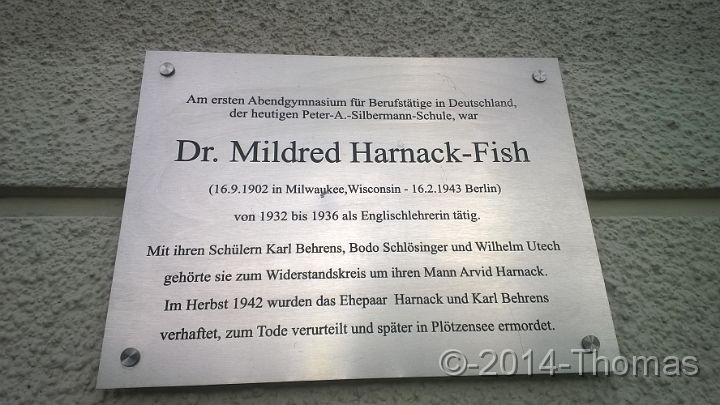 Am ersten Abendgymnasium für Berufstätige in Deutschland,
der heutigen Peter-A.-Silbermann-Schule, war
Dr. Mildred Harnack-Fish
(16.9.1902 in Milwaukee,Wisconsin - 16.2.1943 Berlin)
von 1932 bis 1936 als Englischlehrerin tätig.
Mit ihren Schülern Karl Behrens, Bodo Schlösinger und Wilhelm Utech
gehörte sie zum Widerstandskreis um ihren Mann Arvid Harnack.
Im Herbst 1942 wurden das Ehepaar Harnack und Karl Behrens
verhaftet, zum Tode verurteilt und später in Plötzensee ermordet.
©-2014-Thomas